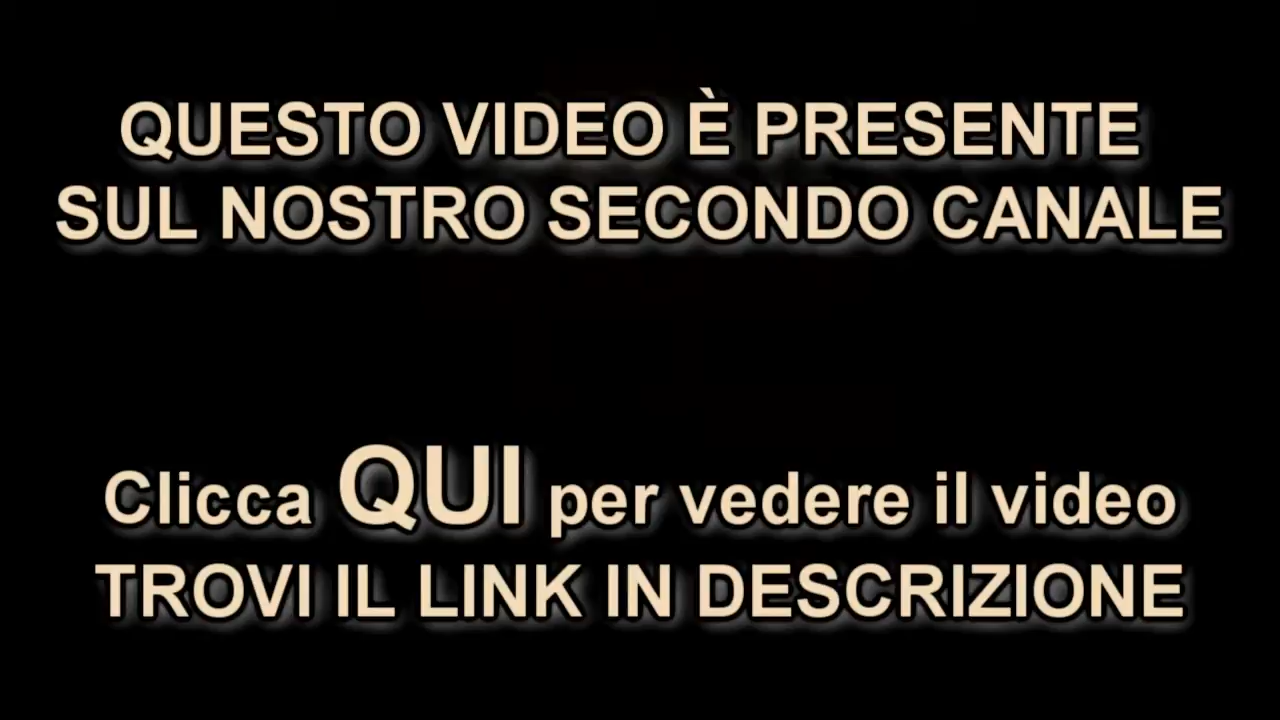 QUESTO VIDEO È PRESENTE
SUL NOSTRO SECONDO CANALE
Clicca QUI per vedere il video
TROVI IL LINK IN DESCRIZIONE